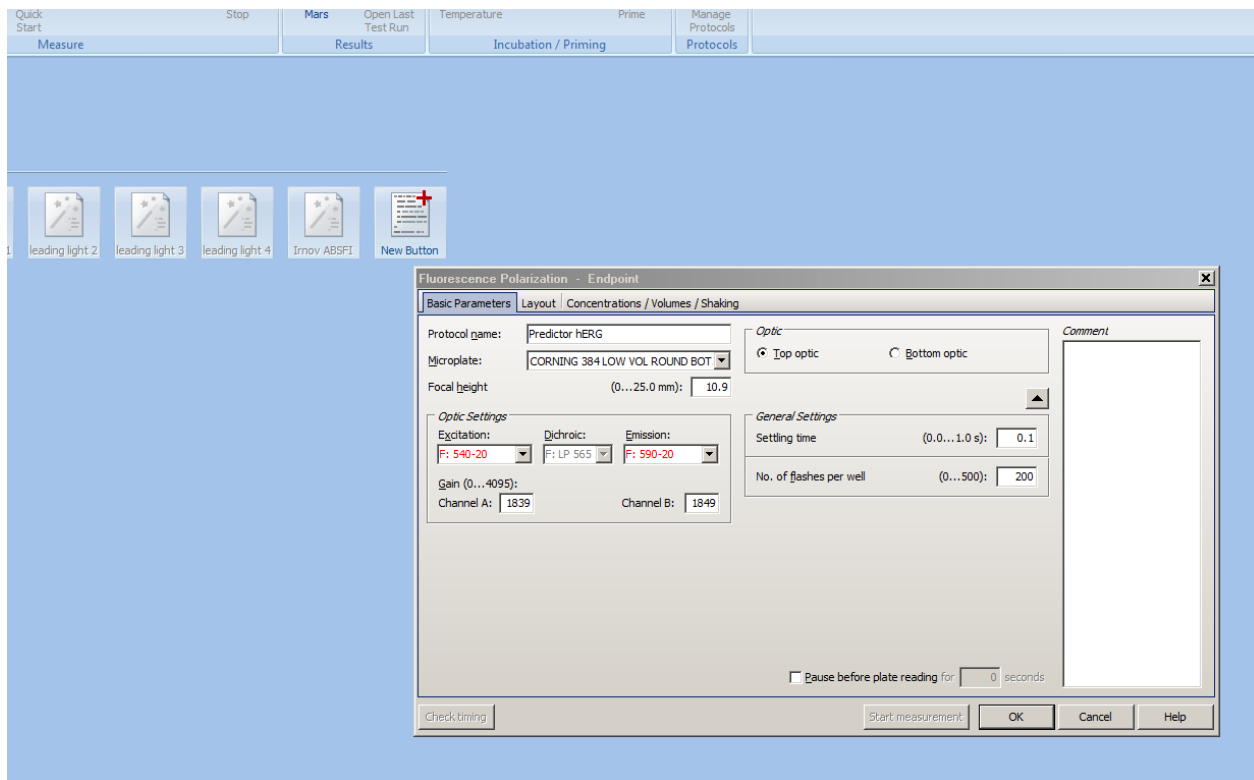 Quick Start
Stop
Mars
Open Last Test Run
Temperature
Prime
Manage Protocols
Measure
Results
Incubation / Priming
Protocols
1
leading light 2
leading light 3
leading light 4
Irnov ABSFI
New Button
Fluorescence Polarization - Endpoint
Basic Parameters
Layout
Concentrations / Volumes / Shaking
Protocol name:
Predictor hERG
Microplate:
CORNING 384 LOW VOL ROUND BOT
Focal height
(0...25.0 mm):
10.9
Optic Settings
Excitation:
Dichroic:
Emission:
F: 540-20
F: LP 565
F: 590-20
Gain (0...4095):
Channel A:
1839
Channel B:
1849
Optic
Top optic
Bottom optic
General Settings
Settling time
(0.0...1.0 s):
0.1
No. of flashes per well
(0...500):
200
Pause before plate reading for
0
seconds
Comment
Check timing
Start measurement
OK
Cancel
Help